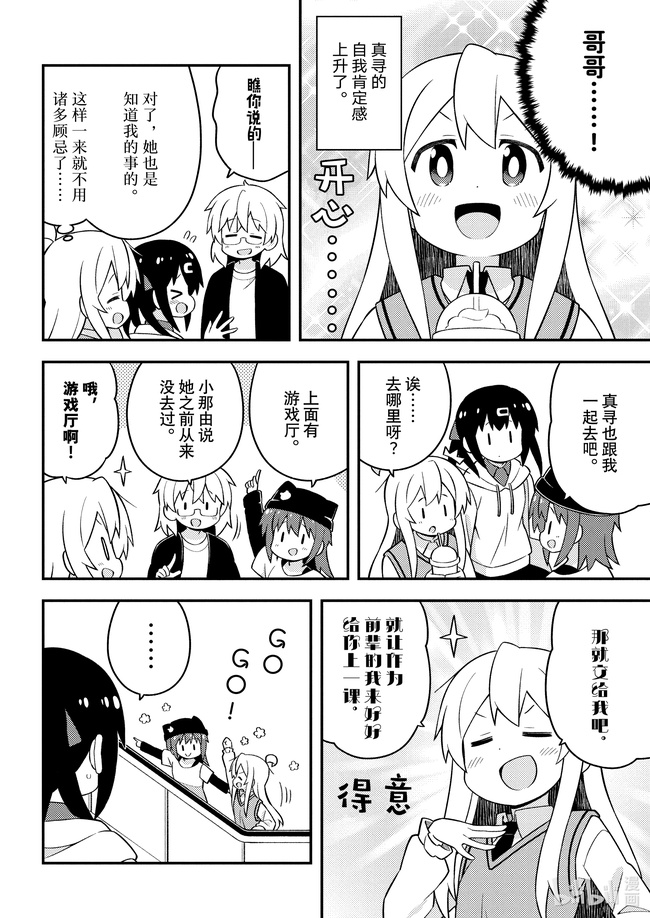 哥哥……！
真寻的
自我肯定感
上升了。
开心………
瞧你说的——
对了，她也是
知道我的事的。
这样一来就不用
诸多顾忌了……
真寻也跟我
一起去吧。
诶……
去哪里呀？
上面有
游戏厅。
小那由说
她之前从来
没去过。
哦，
游戏厅啊！
那就交给我吧。
就让作为
前辈的我来好好
给你上一课。
得意
GO
GO！
……
bilibili
漫画